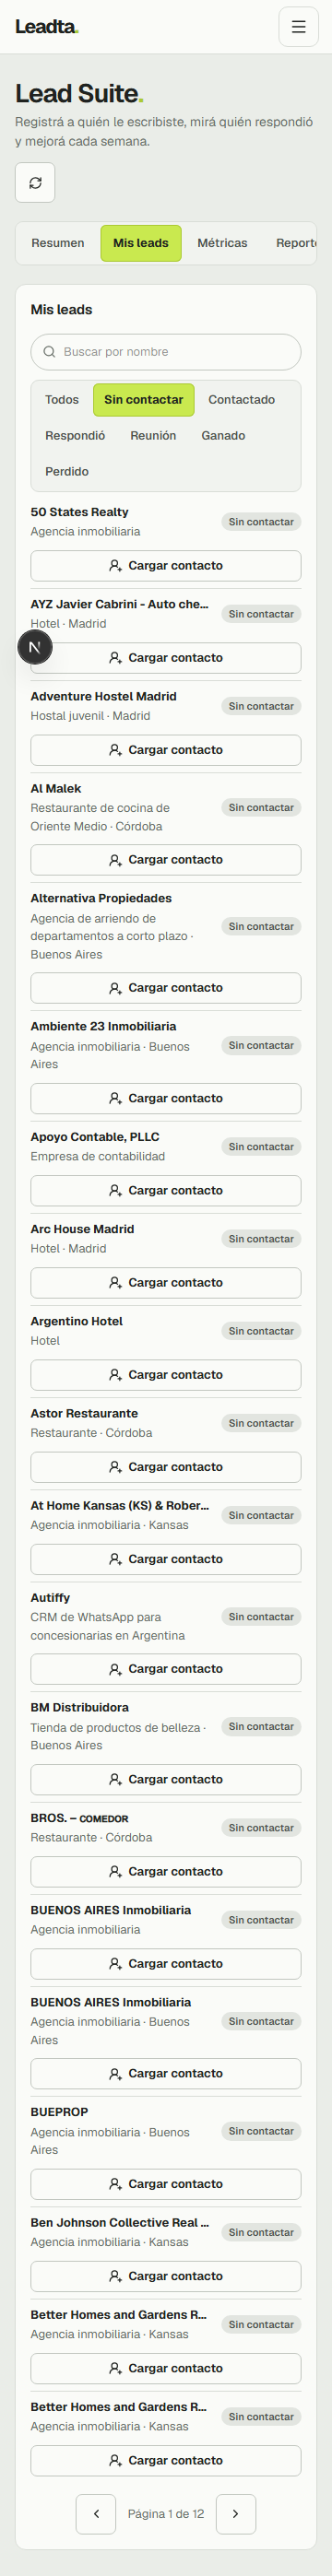 Leadta.
Lead Suite.
Registrá a quién le escribiste, mirá quién respondió
y mejorá cada semana.
Resumen Mis leads Métricas Reporte
Mis leads
Buscar por nombre
Todos Sin contactar Contactado
Respondió Reunión Ganado
Perdido
50 States Realty
Agencia inmobiliaria
Sin contactar
Cargar contacto
AYZ Javier Cabrini - Auto che...
Hotel · Madrid
Sin contactar
N
Cargar contacto
Adventure Hostel Madrid
Hostal juvenil · Madrid
Sin contactar
Cargar contacto
Al Malek
Restaurante de cocina de
Oriente Medio · Córdoba
Sin contactar
Cargar contacto
Alternativa Propiedades
Agencia de arriendo de
departamentos a corto plazo ·
Buenos Aires
Sin contactar
Cargar contacto
Ambiente 23 Inmobiliaria
Agencia inmobiliaria · Buenos
Aires
Sin contactar
Cargar contacto
Apoyo Contable, PLLC
Empresa de contabilidad
Sin contactar
Cargar contacto
Arc House Madrid
Hotel · Madrid
Sin contactar
Cargar contacto
Argentino Hotel
Hotel
Sin contactar
Cargar contacto
Astor Restaurante
Restaurante · Córdoba
Sin contactar
Cargar contacto
At Home Kansas (KS) & Rober...
Agencia inmobiliaria · Kansas
Sin contactar
Cargar contacto
Autiffy
CRM de WhatsApp para
concesionarias en Argentina
Sin contactar
Cargar contacto
BM Distribuidora
Tienda de productos de belleza ·
Buenos Aires
Sin contactar
Cargar contacto
BROS. – ᴄᴏᴍᴇᴅᴏʀ
Restaurante · Córdoba
Sin contactar
Cargar contacto
BUENOS AIRES Inmobiliaria
Agencia inmobiliaria
Sin contactar
Cargar contacto
BUENOS AIRES Inmobiliaria
Agencia inmobiliaria · Buenos
Aires
Sin contactar
Cargar contacto
BUEPROP
Agencia inmobiliaria · Buenos
Aires
Sin contactar
Cargar contacto
Ben Johnson Collective Real ...
Agencia inmobiliaria · Kansas
Sin contactar
Cargar contacto
Better Homes and Gardens R...
Agencia inmobiliaria · Kansas
Sin contactar
Cargar contacto
Better Homes and Gardens R...
Agencia inmobiliaria · Kansas
Sin contactar
Cargar contacto
Página 1 de 12